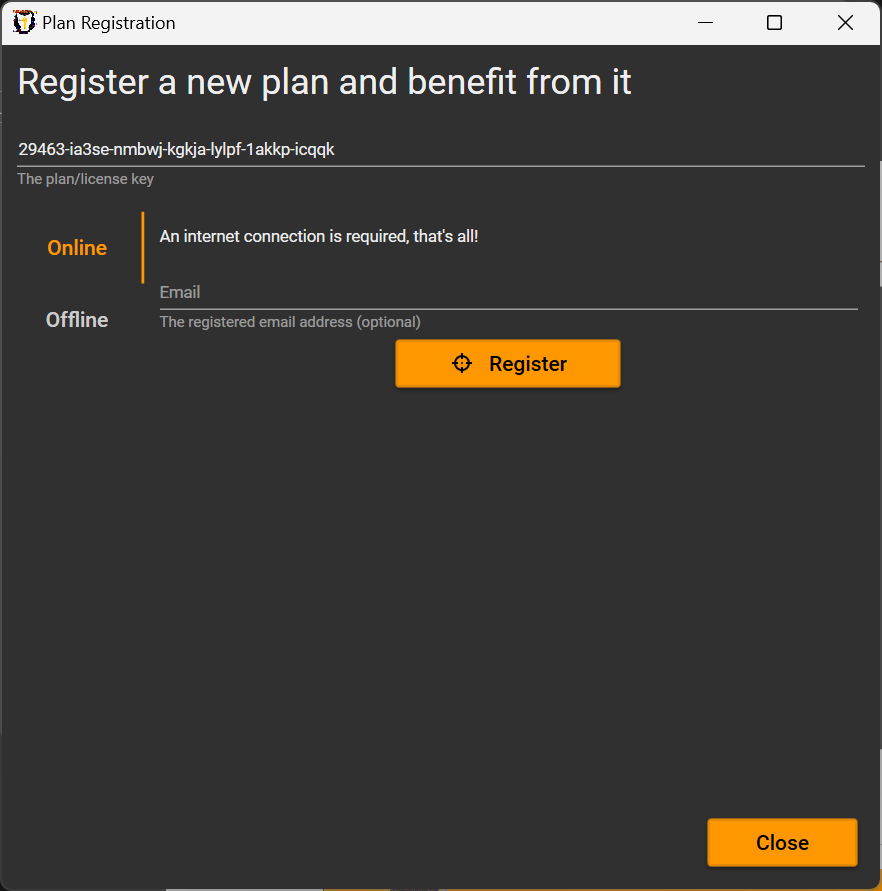 Plan Registration
Register a new plan and benefit from it
29463-ia3se-nmbwj-kgkja-lylpf-1akkp-icqqk
The plan/license key
Online
An internet connection is required, that's all!
Email
Offline
The registered email address (optional)
Register
Close